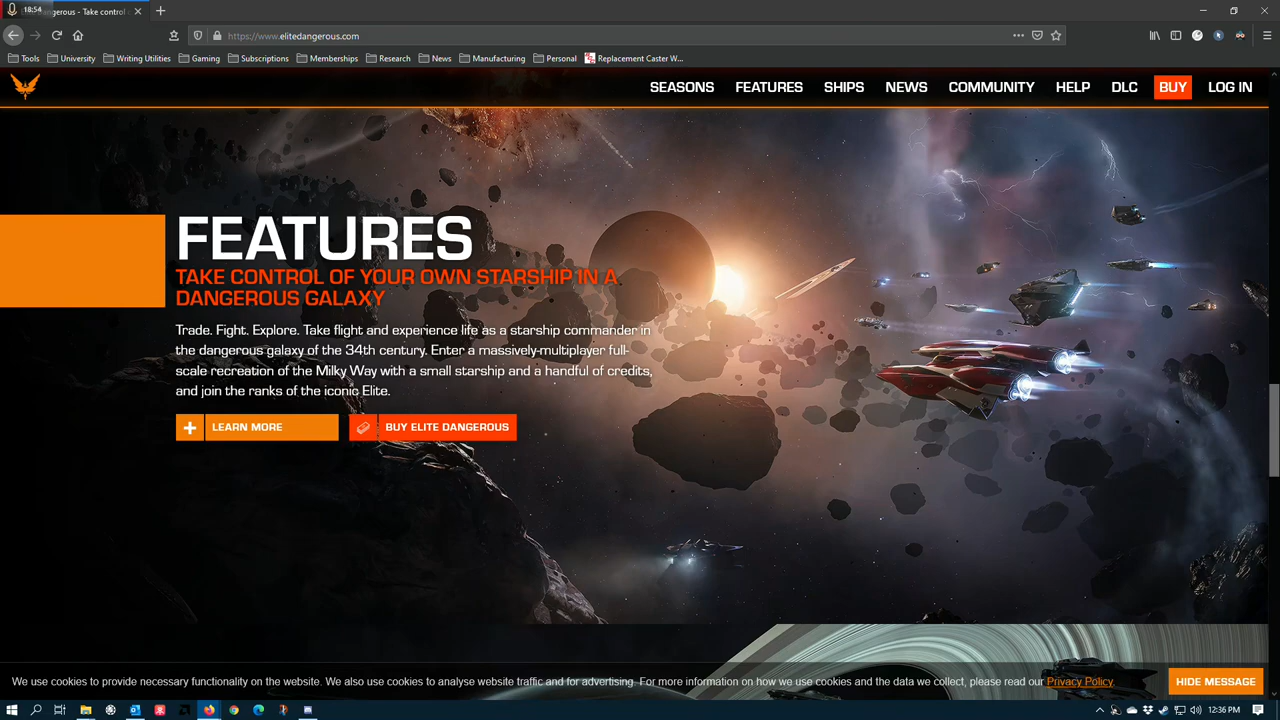 18:54
Dangerous - Take control
https://www.elitedangerous.com
Tools University Writing Utilities Gaming Subscriptions Memberships Research News Manufacturing Personal Replacement Caster W...
SEASONS FEATURES SHIPS NEWS COMMUNITY HELP DLC BUY LOG IN
FEATURES
TAKE CONTROL OF YOUR OWN STARSHIP IN A
DANGEROUS GALAXY
Trade. Fight. Explore. Take flight and experience life as a starship commander in
the dangerous galaxy of the 34th century. Enter a massively-multiplayer full-
scale recreation of the Milky Way with a small starship and a handful of credits,
and join the ranks of the iconic Elite.
LEARN MORE BUY ELITE DANGEROUS
We use cookies to provide necessary functionality on the website. We also use cookies to analyse website traffic and for advertising. For more information on how we use cookies and the data we collect, please read our Privacy Policy. HIDE MESSAGE
12:36 PM